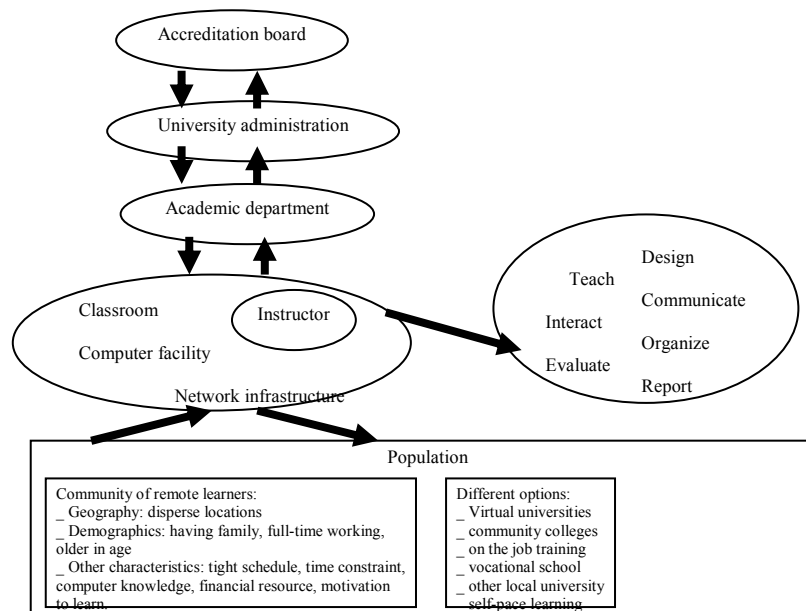 Accreditation board
University administration
Academic department
Classroom
Instructor
Computer facility
Network infrastructure
Design
Teach
Communicate
Interact
Organize
Evaluate
Report
Population
Community of remote learners:
_ Geography: disperse locations
_ Demographics: having family, full-time working,
older in age
_ Other characteristics: tight schedule, time constraint,
computer knowledge, financial resource, motivation
to learn.
Different options:
_ Virtual universities
_ community colleges
_ on the job training
_ vocational school
_ other local university
_ self-pace learning